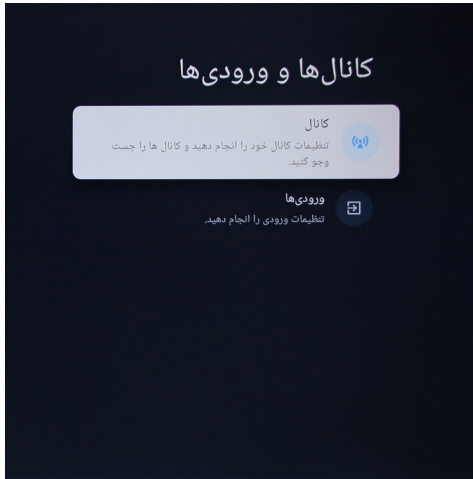 کانال‌ها و ورودی‌ها
کانال
تنظیمات کانال خود را انجام دهید و کانال ها را جست
وجو کنید.
ورودی‌ها
تنظیمات ورودی را انجام دهید.